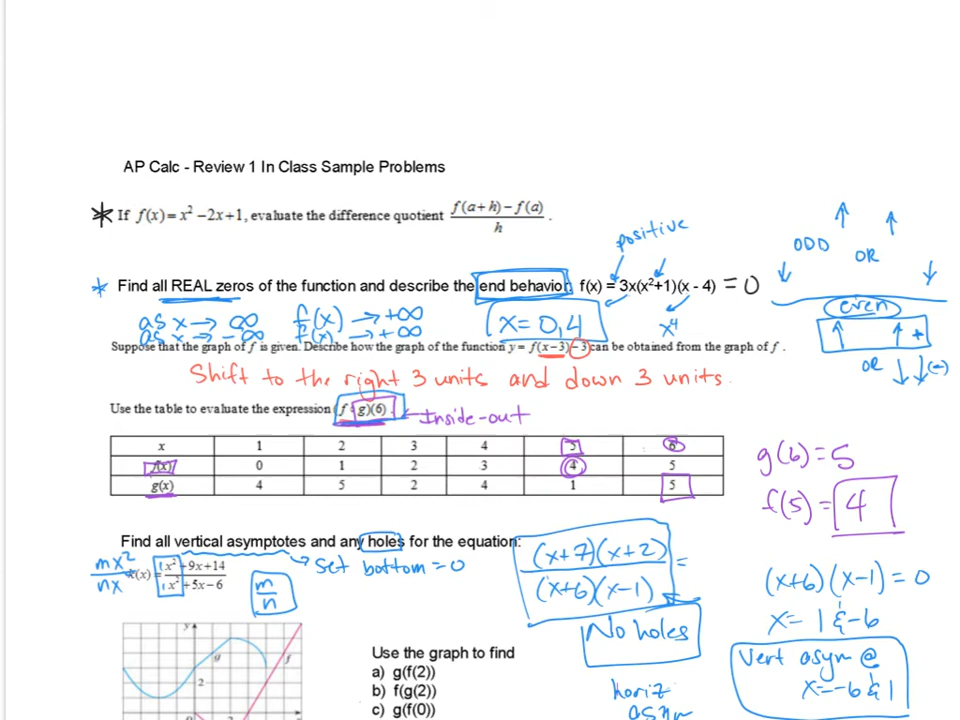 AP Calc - Review 1 In Class Sample Problems
* If f(x) = x² - 2x + 1, evaluate the difference quotient f(a+h) - f(a) / h .
positive
ODD OR
* Find all REAL zeros of the function and describe the end behavior. f(x) = 3x(x²+1)(x - 4) = 0
even
as x → ∞ f(x) → +∞
as x → -∞ f(x) → +∞
x = 0,4
x⁴
+
Suppose that the graph of f is given. Describe how the graph of the function y = f(x-3)-3 can be obtained from the graph of f .
OR (-)
Shift to the right 3 units and down 3 units.
Use the table to evaluate the expression (f∘g)(6) . Inside-out
x 1 2 3 4 5 6
f(x) 0 1 2 3 4 5
g(x) 4 5 2 4 1 5
g(6) = 5
f(5) = 4
Find all vertical asymptotes and any holes for the equation:
mx² / nx
(x) = 1x² + 9x + 14 / 1x² + 5x - 6
m / n
set bottom = 0
(x+7)(x+2) / (x+6)(x-1) =
No holes
(x+6)(x-1) = 0
x = 1 & -6
Vert asym @
x = -6 & 1
horiz
asym
y
g
f
2
0
2
Use the graph to find
a) g(f(2))
b) f(g(2))
c) g(f(0))